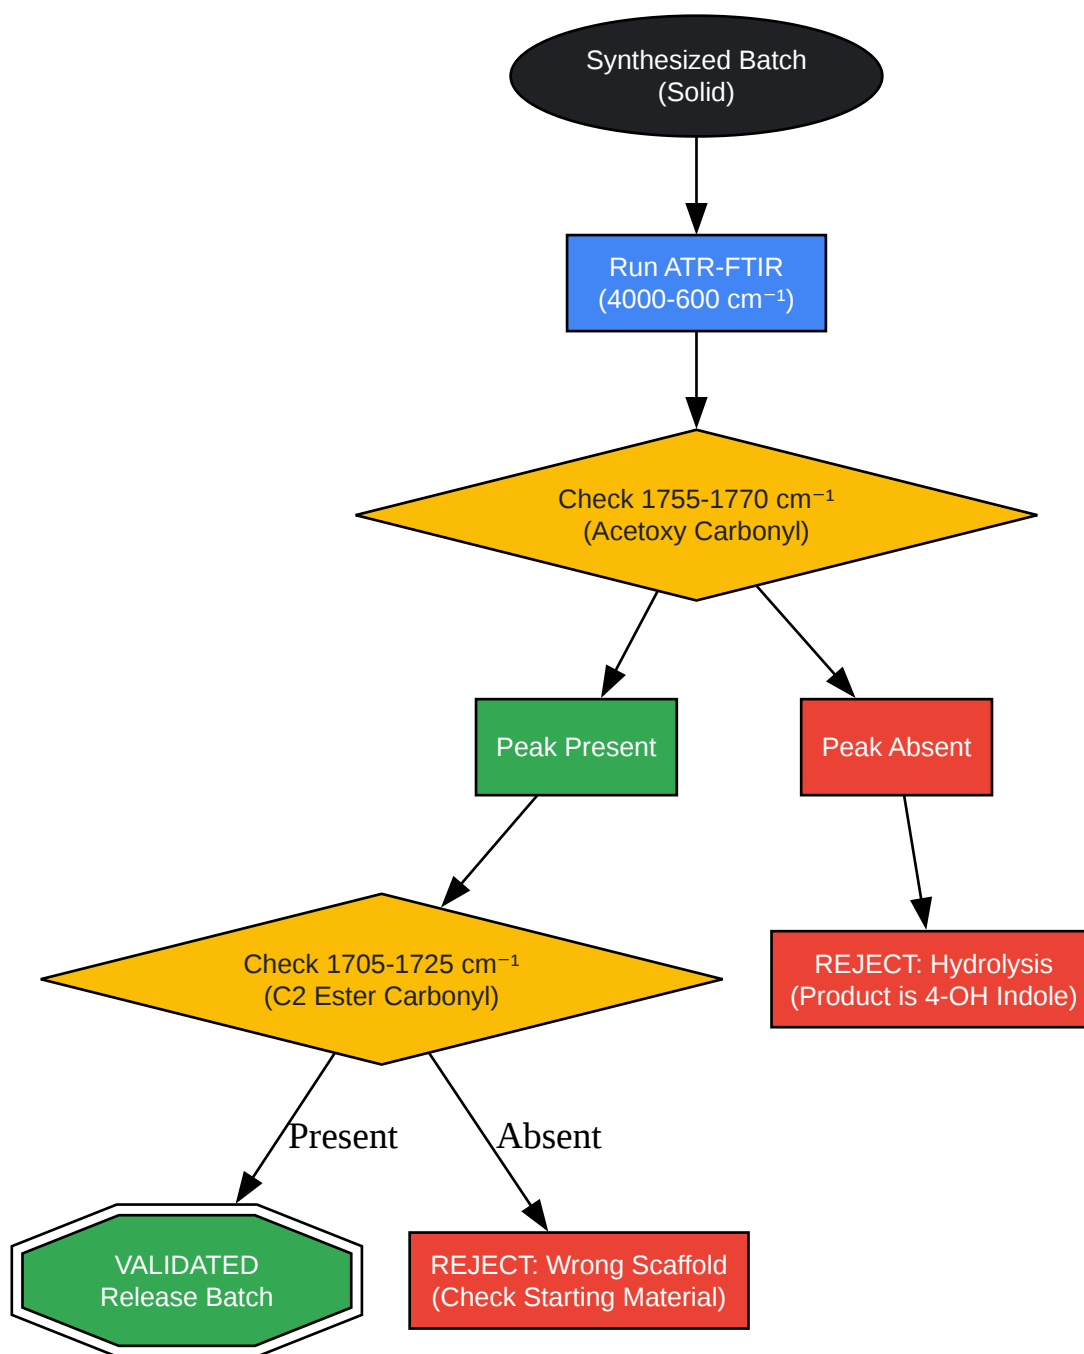 Synthesized Batch
(Solid)
Run ATR-FTIR
(4000-600 cm⁻¹)
Check 1755-1770 cm⁻¹
(Acetoxy Carbonyl)
Peak Present
Peak Absent
Check 1705-1725 cm⁻¹
(C2 Ester Carbonyl)
REJECT: Hydrolysis
(Product is 4-OH Indole)
Present
Absent
VALIDATED
Release Batch
REJECT: Wrong Scaffold
(Check Starting Material)